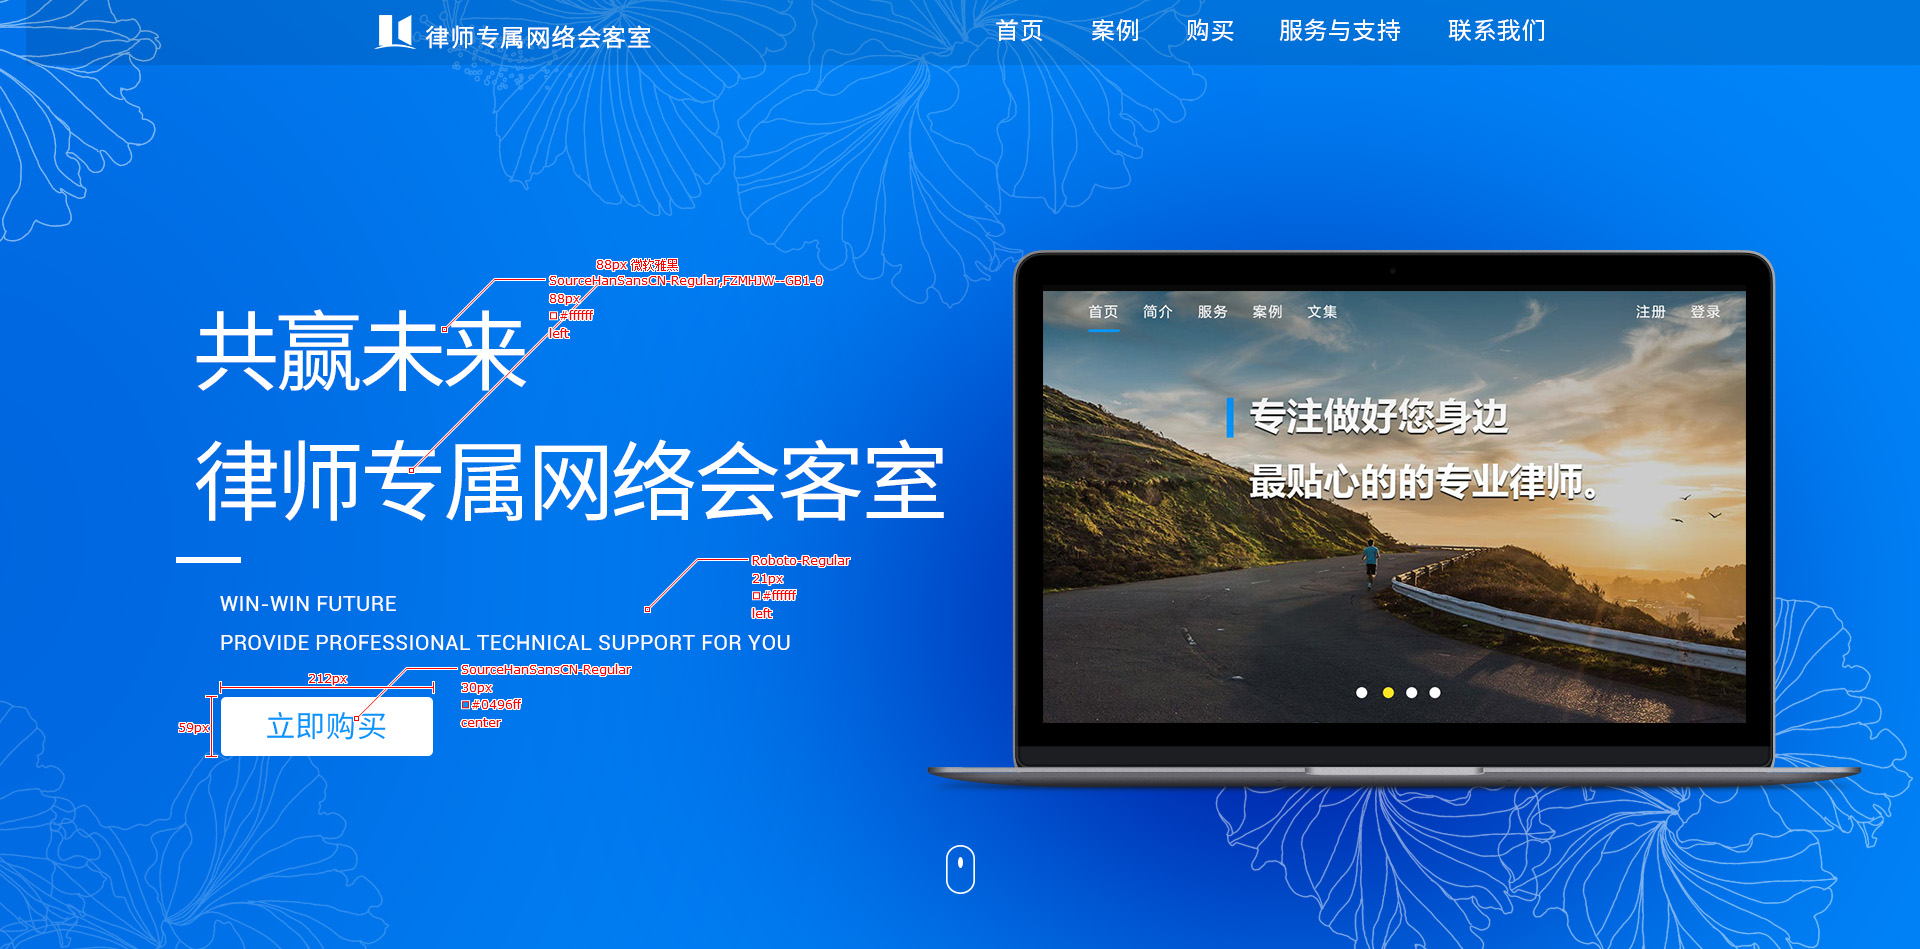 律师专属网络会客室
首页 案例 购买 服务与支持 联系我们
88px 微软雅黑
SourceHanSansCN-Regular,FZMHJW--GB1-0
88px
#ffffff
left
共赢未来
律师专属网络会客室
Roboto-Regular
21px
#ffffff
left
WIN-WIN FUTURE
PROVIDE PROFESSIONAL TECHNICAL SUPPORT FOR YOU
212px
59px
立即购买
SourceHanSansCN-Regular
30px
#0496ff
center
首页 简介 服务 案例 文集 注册 登录
专注做好您身边
最贴心的的专业律师。